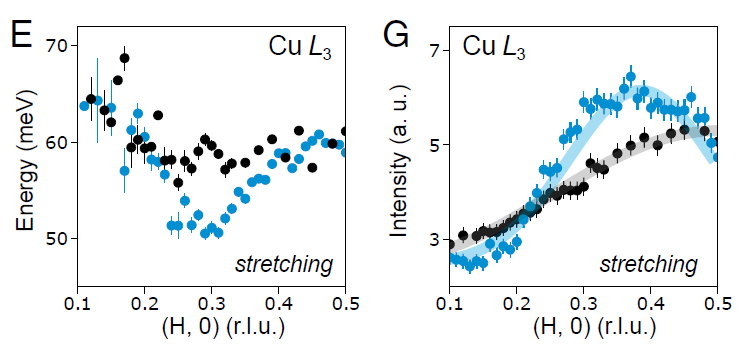 E
Cu L3
Energy (meV)
70
60
50
stretching
0.1 0.2 0.3 0.4 0.5
(H, 0) (r.l.u.)
G
Cu L3
Intensity (a. u.)
7
5
3
stretching
0.1 0.2 0.3 0.4 0.5
(H, 0) (r.l.u.)